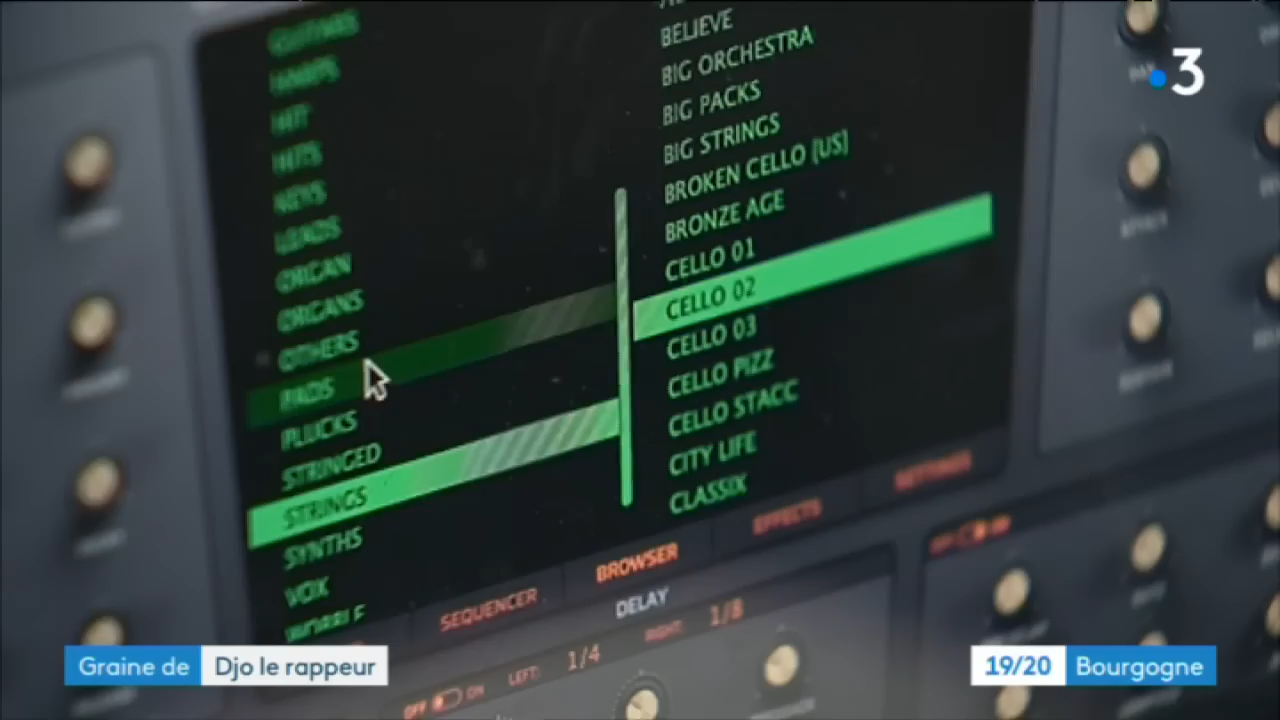 GUITARS
HARPS
HIT
HITS
KEYS
LEADS
ORGAN
ORGANS
OTHERS
PADS
PLUCKS
STRINGED
STRINGS
SYNTHS
VOX
BELIEVE
BIG ORCHESTRA
BIG PACKS
BIG STRINGS
BROKEN CELLO [US]
BRONZE AGE
CELLO 01
CELLO 02
CELLO 03
CELLO PIZZ
CELLO STACC
CITY LIFE
CLASSIX
SEQUENCER
BROWSER
EFFECTS
SETTINGS
DELAY
OFF ON
LEFT: 1/4
RIGHT: 1/8
3
Graine de Djo le rappeur
19/20 Bourgogne